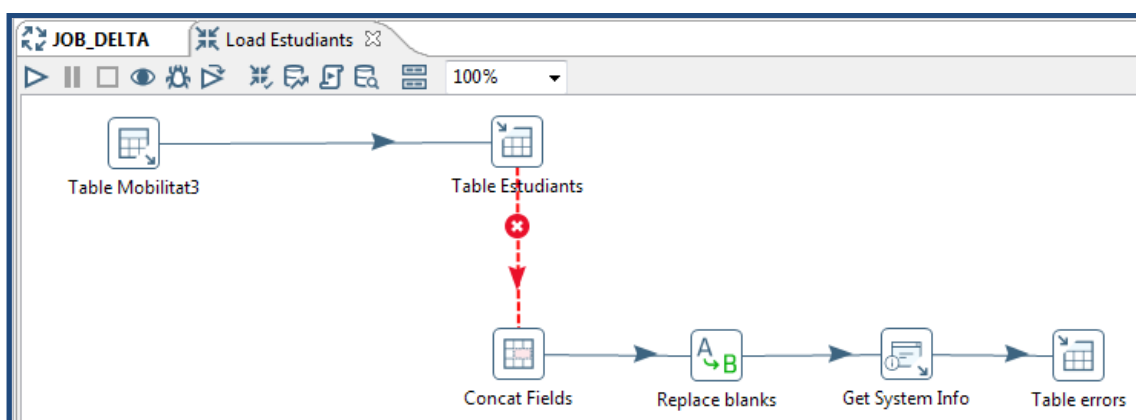 JOB_DELTA
Load Estudiants
100%
Table Mobilitat3
Table Estudiants
Concat Fields
A
B
Replace blanks
Get System Info
Table errors